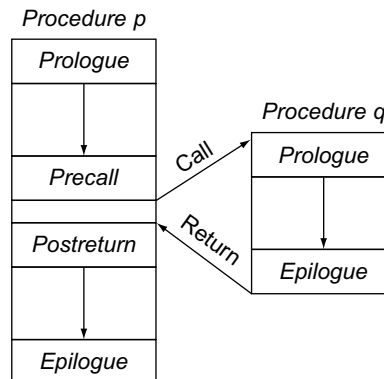 Procedure p
Prologue
Precall
Postreturn
Epilogue
Call
Return
Procedure q
Prologue
Epilogue